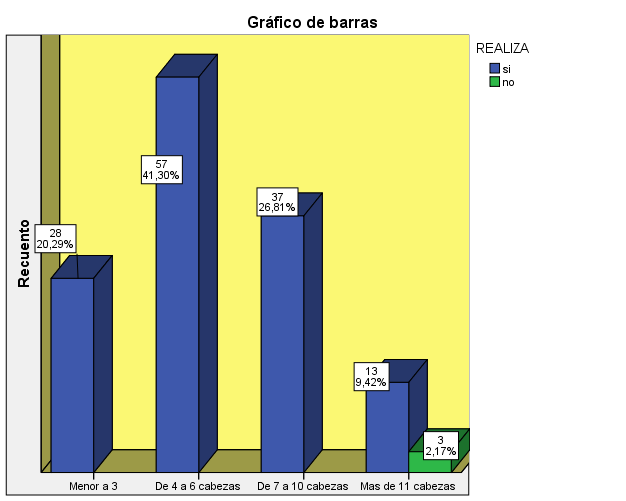 Gráfico de barras
REALIZA
si
no
Recuento
28
20,29%
57
41,30%
37
26,81%
13
9,42%
3
2,17%
Menor a 3
De 4 a 6 cabezas
De 7 a 10 cabezas
Mas de 11 cabezas